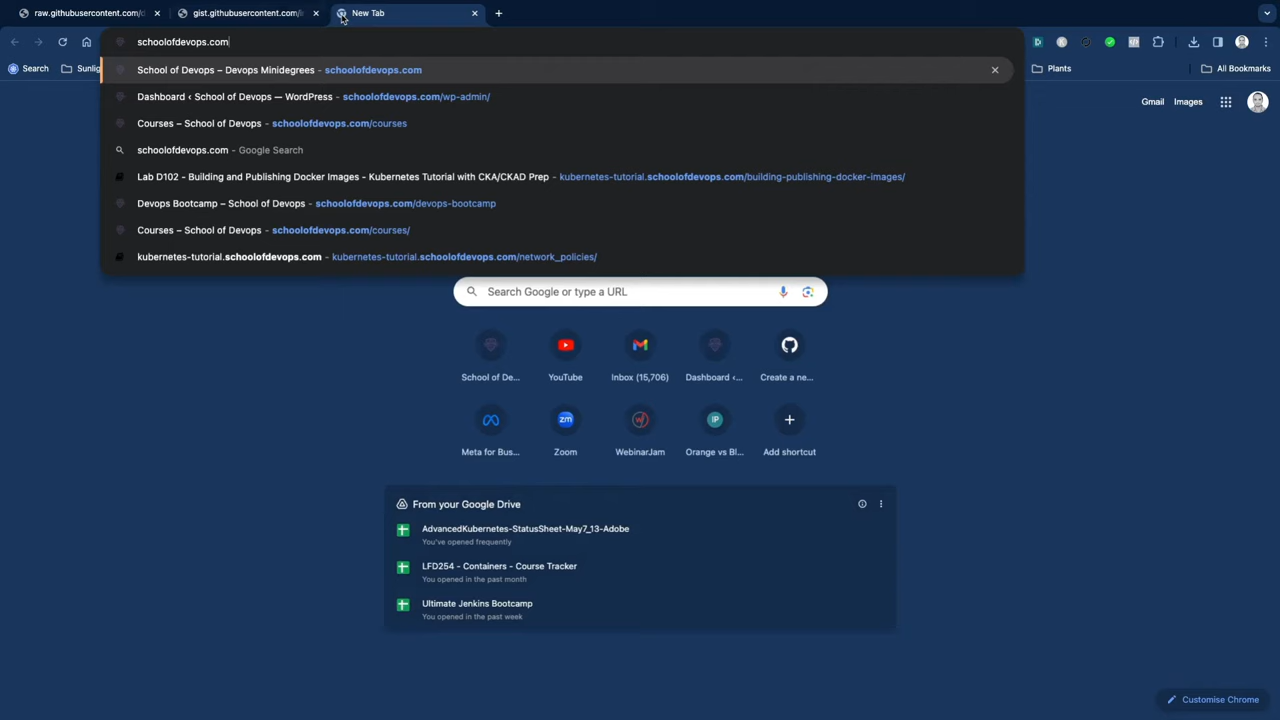 raw.githubusercontent.com/d
gist.githubusercontent.com/i
New Tab
schoolofdevops.com
School of Devops – Devops Minidegrees - schoolofdevops.com
Dashboard ‹ School of Devops — WordPress - schoolofdevops.com/wp-admin/
Courses – School of Devops - schoolofdevops.com/courses
schoolofdevops.com - Google Search
Lab D102 - Building and Publishing Docker Images - Kubernetes Tutorial with CKA/CKAD Prep - kubernetes-tutorial.schoolofdevops.com/building-publishing-docker-images/
Devops Bootcamp – School of Devops - schoolofdevops.com/devops-bootcamp
Courses – School of Devops - schoolofdevops.com/courses/
kubernetes-tutorial.schoolofdevops.com - kubernetes-tutorial.schoolofdevops.com/network_policies/
Search
Sunlig
Plants
All Bookmarks
Gmail Images
Search Google or type a URL
School of De... YouTube Inbox (15,706) Dashboard ‹... Create a ne...
zm
IP
Meta for Bus... Zoom WebinarJam Orange vs Bl... Add shortcut
From your Google Drive
AdvancedKubernetes-StatusSheet-May7_13-Adobe
You've opened frequently
LFD254 - Containers - Course Tracker
You opened in the past month
Ultimate Jenkins Bootcamp
You opened in the past week
Customise Chrome